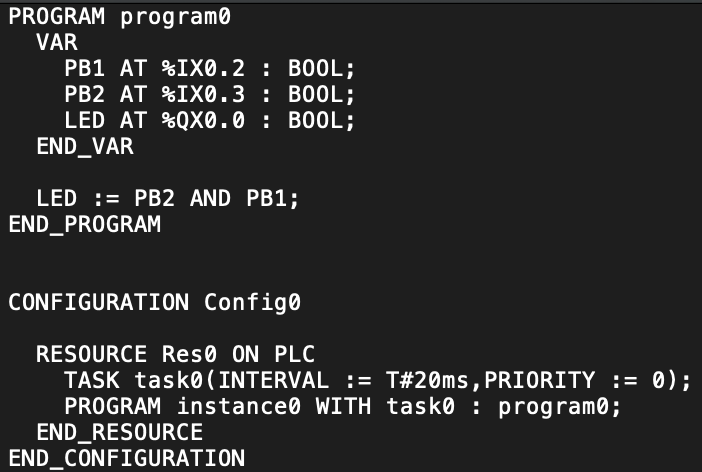 PROGRAM program0
  VAR
    PB1 AT %IX0.2 : BOOL;
    PB2 AT %IX0.3 : BOOL;
    LED AT %QX0.0 : BOOL;
  END_VAR

  LED := PB2 AND PB1;
END_PROGRAM


CONFIGURATION Config0

  RESOURCE Res0 ON PLC
    TASK task0(INTERVAL := T#20ms,PRIORITY := 0);
    PROGRAM instance0 WITH task0 : program0;
  END_RESOURCE
END_CONFIGURATION